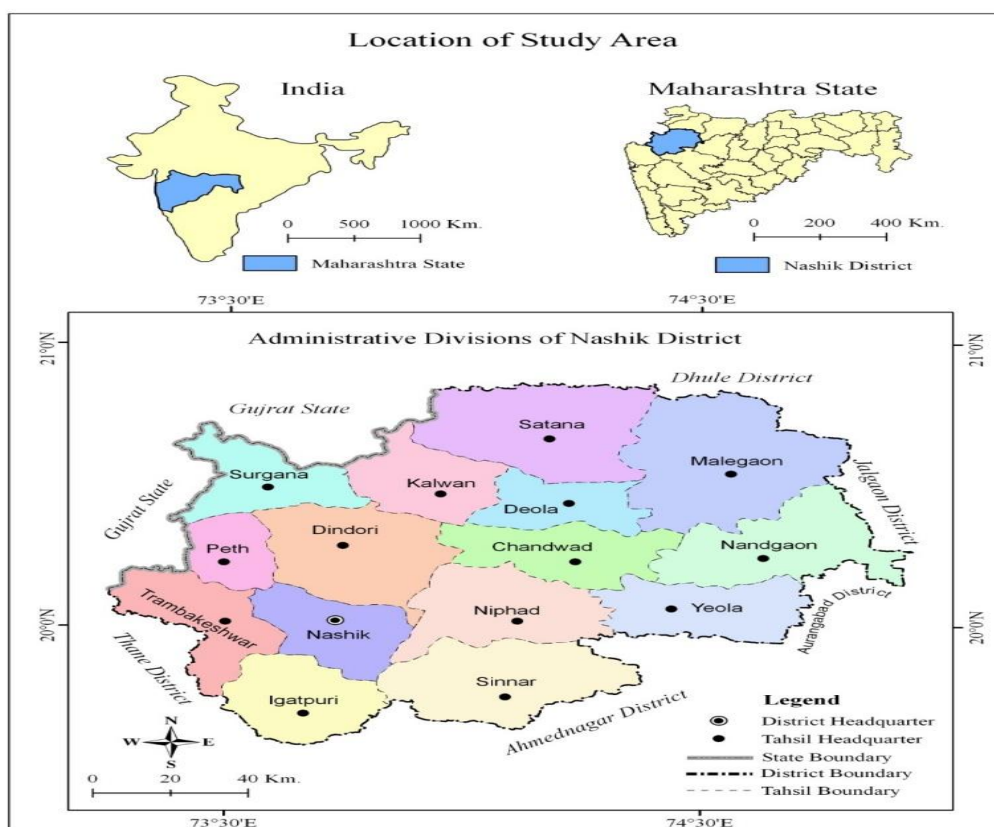 Location of Study Area
India
Maharashtra State
0 500 1000 Km.
0 200 400 Km.
Maharashtra State
Nashik District
73°30'E
74°30'E
21°0'N
21°0'N
Administrative Divisions of Nashik District
Dhule District
Gujrat State
Satana
Malegaon
Surgana
Kalwan
Jalgaon District
Deola
Gujrat State
Dindori
Peth
Chandwad
Nandgaon
Trambakeshwar
Niphad
Yeola
Aurangabad District
20°0'N
20°0'N
Nashik
Thane District
Sinnar
Igatpuri
Ahmednagar District
Legend
District Headquarter
Tahsil Headquarter
State Boundary
District Boundary
Tahsil Boundary
N
W E
S
0 20 40 Km.
73°30'E
74°30'E